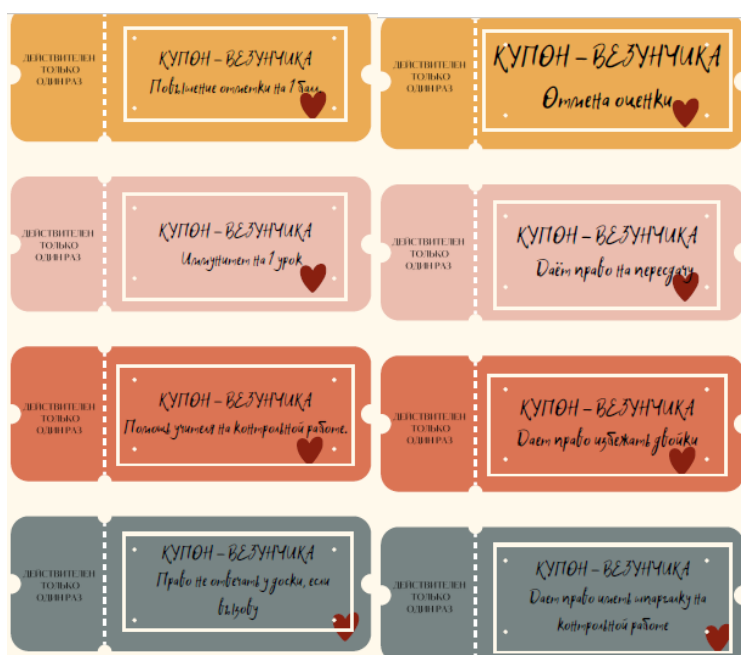 ДЕЙСТВИТЕЛЕН
ТОЛЬКО
ОДИН РАЗ
КУПОН – ВЕЗУНЧИКА
Повышение отметки на 1 балл
ДЕЙСТВИТЕЛЕН
ТОЛЬКО
ОДИН РАЗ
КУПОН – ВЕЗУНЧИКА
Отмена оценки
ДЕЙСТВИТЕЛЕН
ТОЛЬКО
ОДИН РАЗ
КУПОН – ВЕЗУНЧИКА
Иммунитет на 1 урок
ДЕЙСТВИТЕЛЕН
ТОЛЬКО
ОДИН РАЗ
КУПОН – ВЕЗУНЧИКА
Даёт право на пересдачу
ДЕЙСТВИТЕЛЕН
ТОЛЬКО
ОДИН РАЗ
КУПОН – ВЕЗУНЧИКА
Помощь учителя на контрольной работе.
ДЕЙСТВИТЕЛЕН
ТОЛЬКО
ОДИН РАЗ
КУПОН – ВЕЗУНЧИКА
Дает право избежать двойки
ДЕЙСТВИТЕЛЕН
ТОЛЬКО
ОДИН РАЗ
КУПОН – ВЕЗУНЧИКА
Право не отвечать у доски, если
вызову
ДЕЙСТВИТЕЛЕН
ТОЛЬКО
ОДИН РАЗ
КУПОН – ВЕЗУНЧИКА
Дает право иметь шпаргалку на
контрольной работе